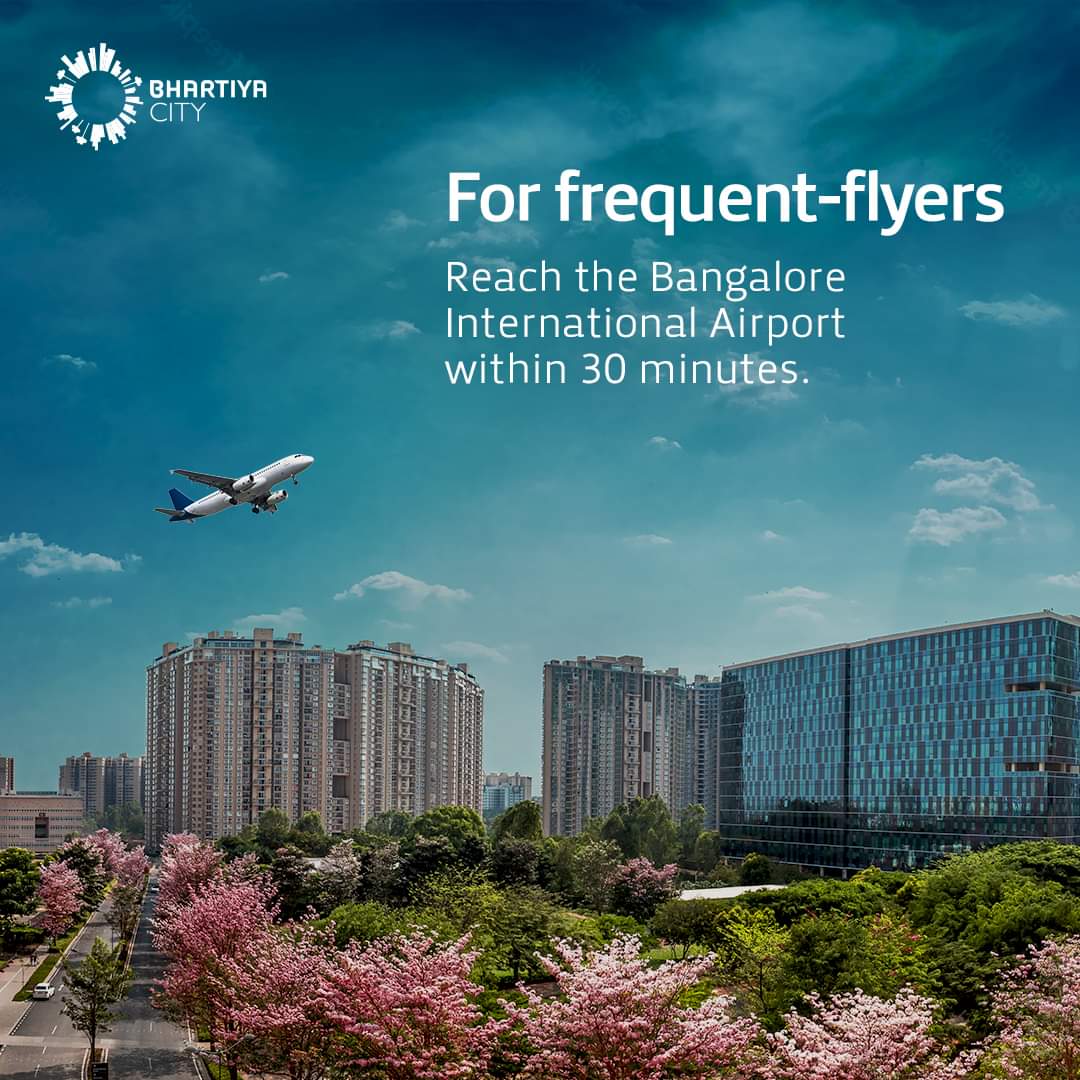 BHARTIYA
CITY
For frequent-flyers
Reach the Bangalore
International Airport
within 30 minutes.